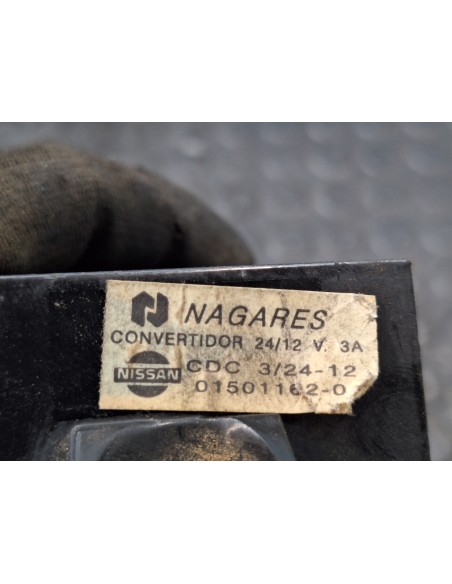 NAGARES
CONVERTIDOR 24/12 V. 3A
NISSAN CDC 3/24-12
01501162-0